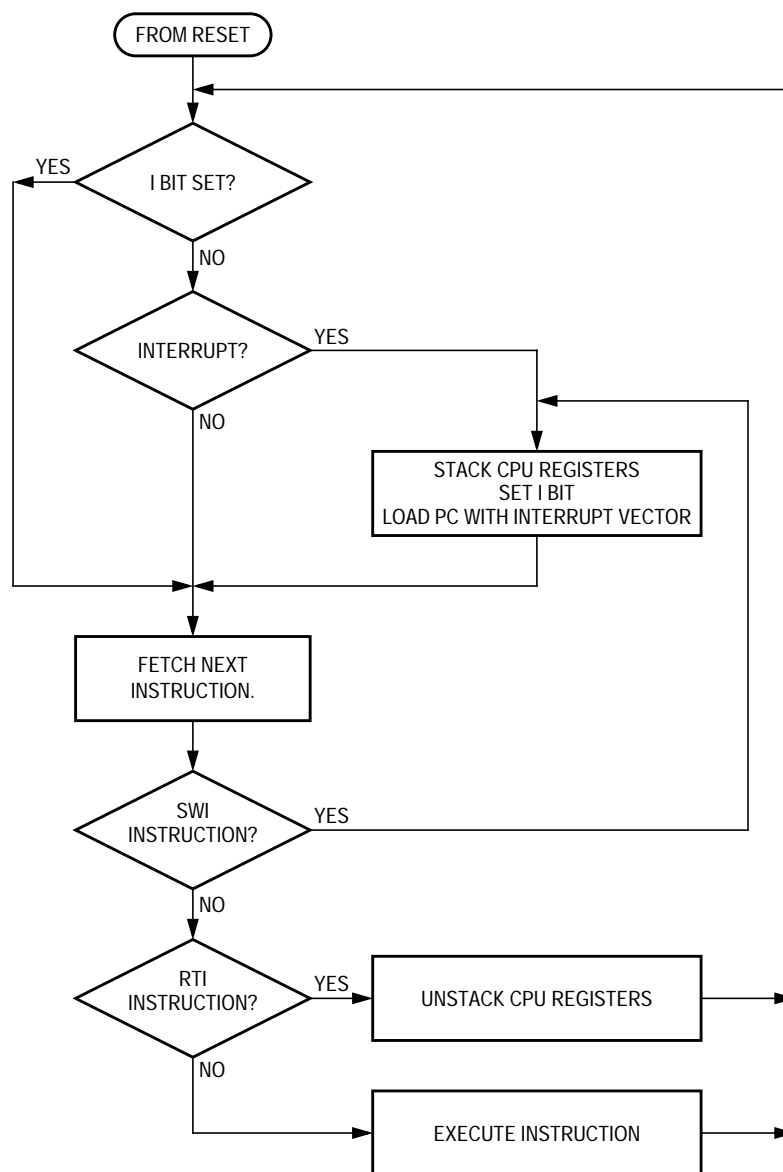 FROM RESET
YES
I BIT SET?
NO
INTERRUPT?
YES
NO
STACK CPU REGISTERS
SET I BIT
LOAD PC WITH INTERRUPT VECTOR
FETCH NEXT
INSTRUCTION.
SWI
INSTRUCTION?
YES
NO
RTI
INSTRUCTION?
YES
UNSTACK CPU REGISTERS
NO
EXECUTE INSTRUCTION